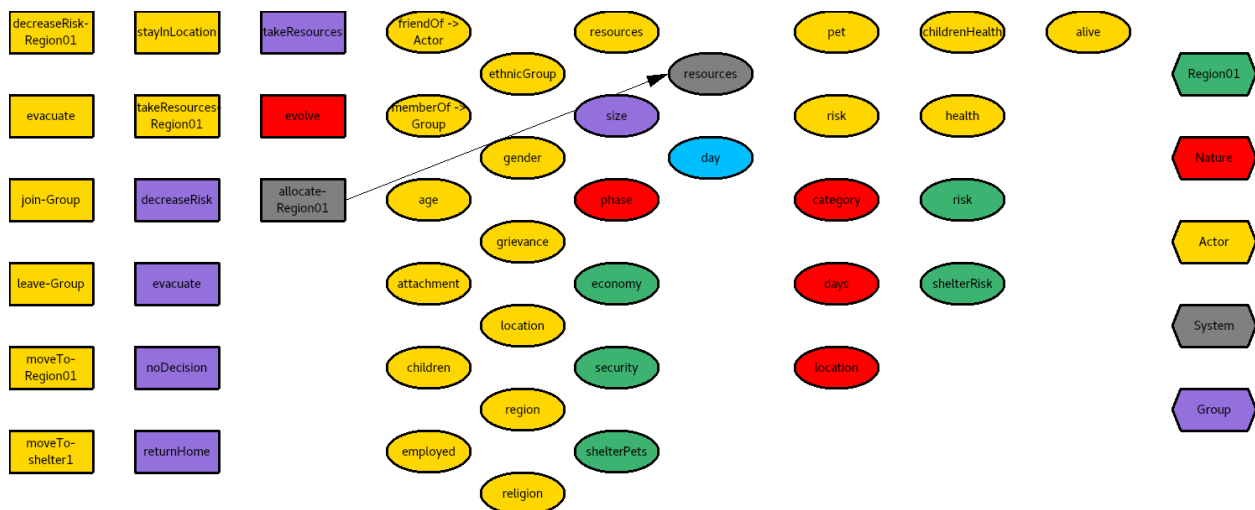 decreaseRisk-
Region01
stayInLocation
takeResources
friendOf ->
Actor
resources
pet
childrenHealth
alive
ethnicGroup
resources
Region01
evacuate
takeResources-
Region01
evolve
memberOf ->
Group
size
risk
health
gender
day
Nature
join-Group
decreaseRisk
allocate-
Region01
age
phase
category
risk
grievance
Actor
leave-Group
evacuate
attachment
economy
days
shelterRisk
location
System
moveTo-
Region01
noDecision
children
security
location
region
Group
moveTo-
shelter1
returnHome
employed
shelterPets
religion